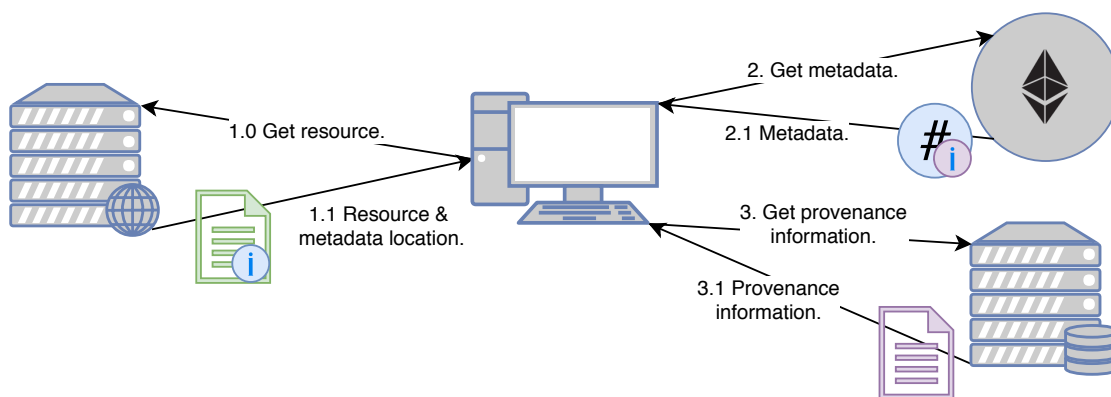 1.0 Get resource.
1.1 Resource &
metadata location.
i
2. Get metadata.
2.1 Metadata.
#
i
3. Get provenance
information.
3.1 Provenance
information.